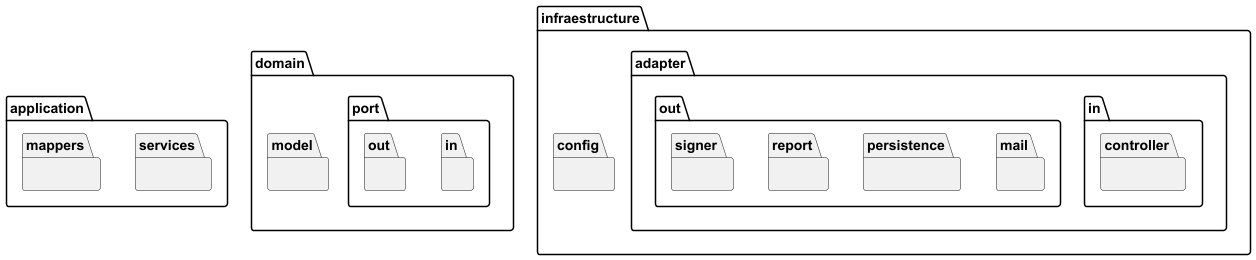 infraestructure
domain
adapter
application
port
out
in
mappers
services
model
out
in
config
signer
report
persistence
mail
controller